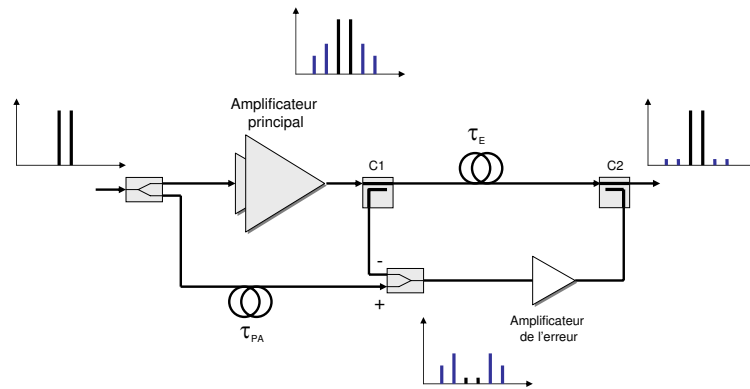 Amplificateur
principal
τE
C1
C2
-
+
τPA
Amplificateur
de l'erreur